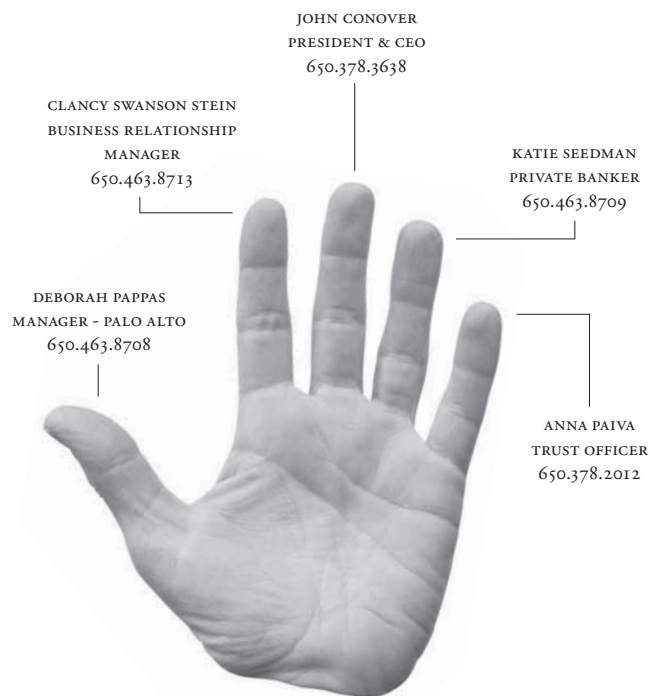 JOHN CONOVER
PRESIDENT & CEO
650.378.3638
CLANCY SWANSON STEIN
BUSINESS RELATIONSHIP
MANAGER
650.463.8713
KATIE SEEDMAN
PRIVATE BANKER
650.463.8709
DEBORAH PAPPAS
MANAGER - PALO ALTO
650.463.8708
ANNA PAIVA
TRUST OFFICER
650.378.2012